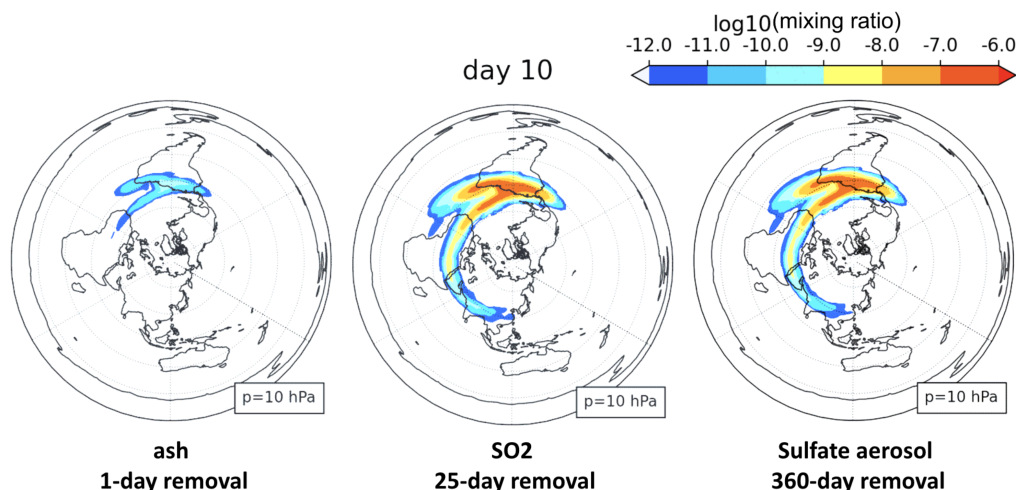 log10(mixing ratio)
-12.0 -11.0 -10.0 -9.0 -8.0 -7.0 -6.0
day 10
p=10 hPa
p=10 hPa
p=10 hPa
ash
1-day removal
SO2
25-day removal
Sulfate aerosol
360-day removal